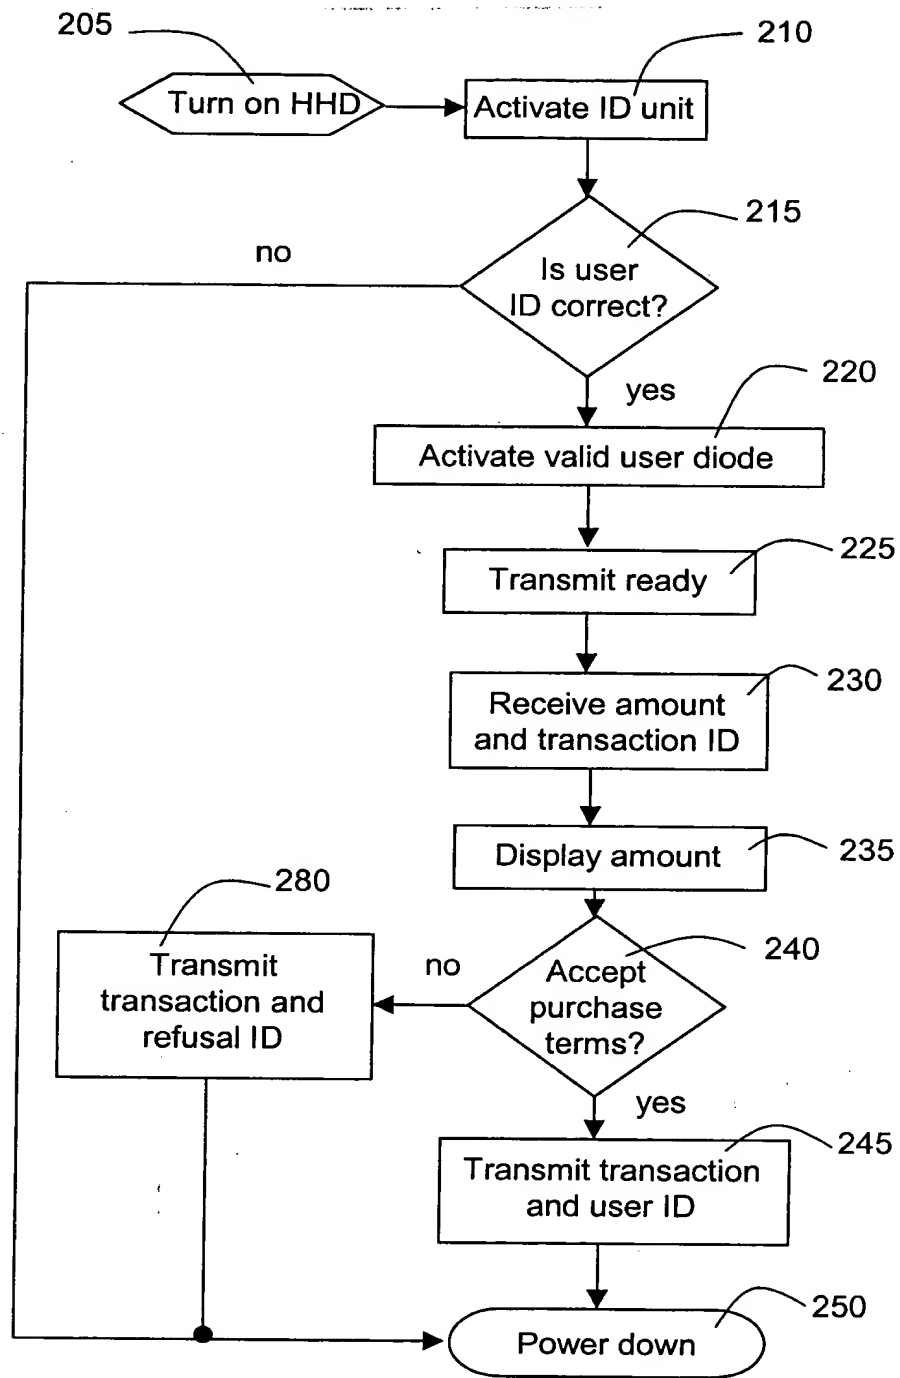 205
210
Turn on HHD
Activate ID unit
215
no
Is user
ID correct?
220
yes
Activate valid user diode
225
Transmit ready
230
Receive amount
and transaction ID
235
Display amount
280
240
Transmit
transaction and
refusal ID
no
Accept
purchase
terms?
yes
245
Transmit transaction
and user ID
250
Power down